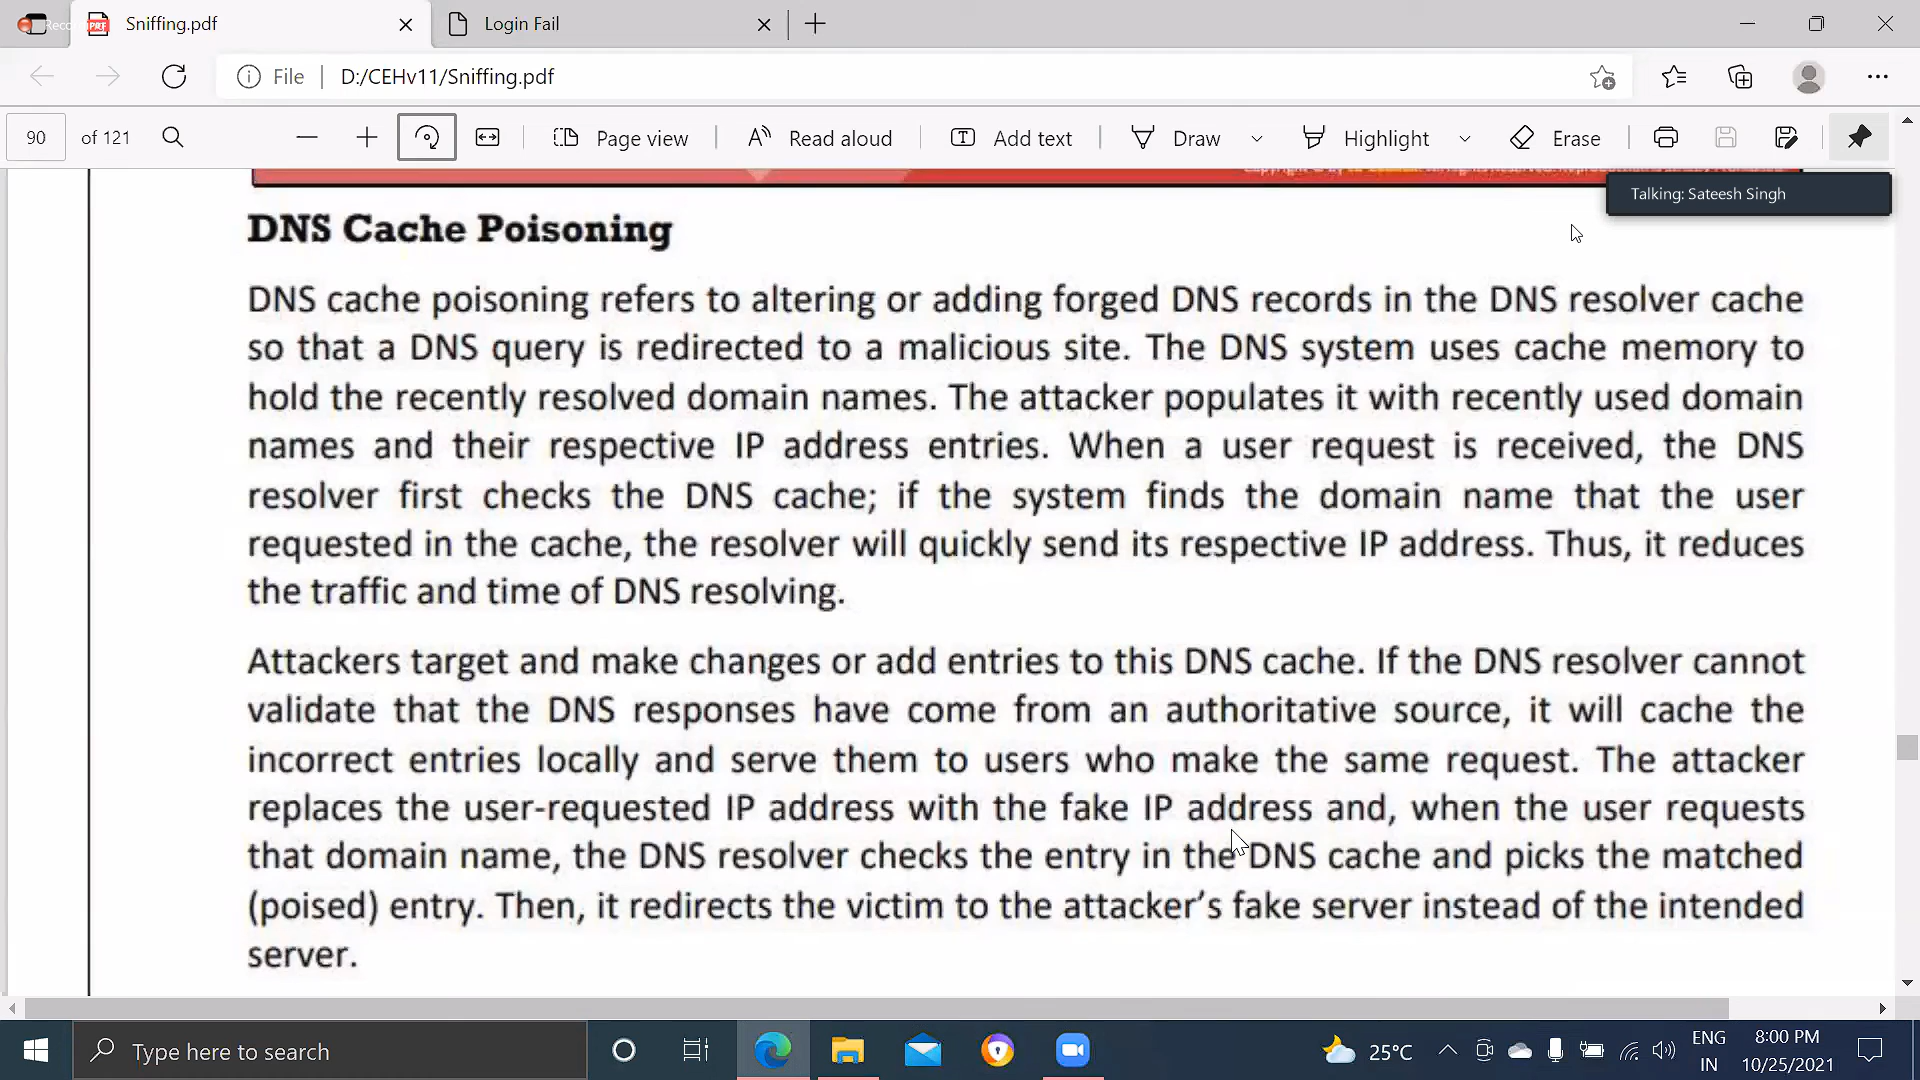 Sniffing.pdf
Login Fail
File
D:/CEHv11/Sniffing.pdf
90 of 121
Page view
Read aloud
Add text
Draw
Highlight
Erase
Talking: Sateesh Singh
DNS Cache Poisoning
DNS cache poisoning refers to altering or adding forged DNS records in the DNS resolver cache
so that a DNS query is redirected to a malicious site. The DNS system uses cache memory to
hold the recently resolved domain names. The attacker populates it with recently used domain
names and their respective IP address entries. When a user request is received, the DNS
resolver first checks the DNS cache; if the system finds the domain name that the user
requested in the cache, the resolver will quickly send its respective IP address. Thus, it reduces
the traffic and time of DNS resolving.
Attackers target and make changes or add entries to this DNS cache. If the DNS resolver cannot
validate that the DNS responses have come from an authoritative source, it will cache the
incorrect entries locally and serve them to users who make the same request. The attacker
replaces the user-requested IP address with the fake IP address and, when the user requests
that domain name, the DNS resolver checks the entry in the DNS cache and picks the matched
(poised) entry. Then, it redirects the victim to the attacker's fake server instead of the intended
server.
Type here to search
25°C
ENG
IN
8:00 PM
10/25/2021